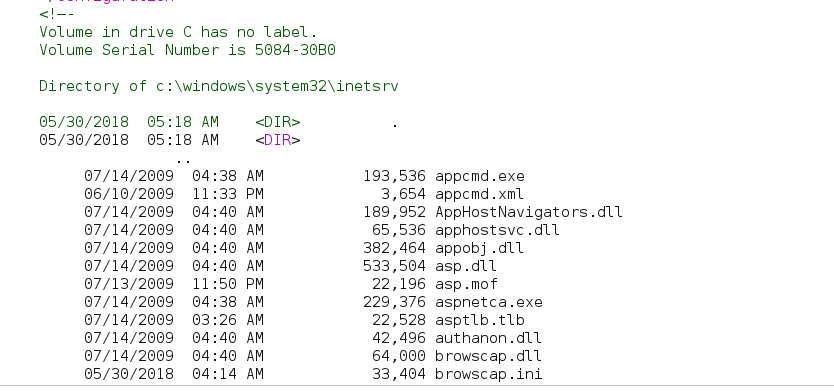 <!--
Volume in drive C has no label.
Volume Serial Number is 5084-30B0
Directory of c:\windows\system32\inetsrv
05/30/2018  05:18 AM    <DIR>          .
05/30/2018  05:18 AM    <DIR>
..
07/14/2009  04:38 AM           193,536 appcmd.exe
06/10/2009  11:33 PM             3,654 appcmd.xml
07/14/2009  04:40 AM           189,952 AppHostNavigators.dll
07/14/2009  04:40 AM            65,536 apphostsvc.dll
07/14/2009  04:40 AM           382,464 appobj.dll
07/14/2009  04:40 AM           533,504 asp.dll
07/13/2009  11:50 PM            22,196 asp.mof
07/14/2009  04:38 AM           229,376 aspnetca.exe
07/14/2009  03:26 AM            22,528 asptlb.tlb
07/14/2009  04:40 AM            42,496 authanon.dll
07/14/2009  04:40 AM            64,000 browscap.dll
05/30/2018  04:14 AM            33,404 browscap.ini